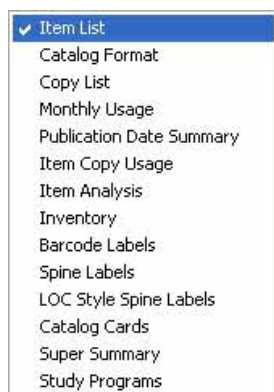 Item List
Catalog Format
Copy List
Monthly Usage
Publication Date Summary
Item Copy Usage
Item Analysis
Inventory
Barcode Labels
Spine Labels
LOC Style Spine Labels
Catalog Cards
Super Summary
Study Programs